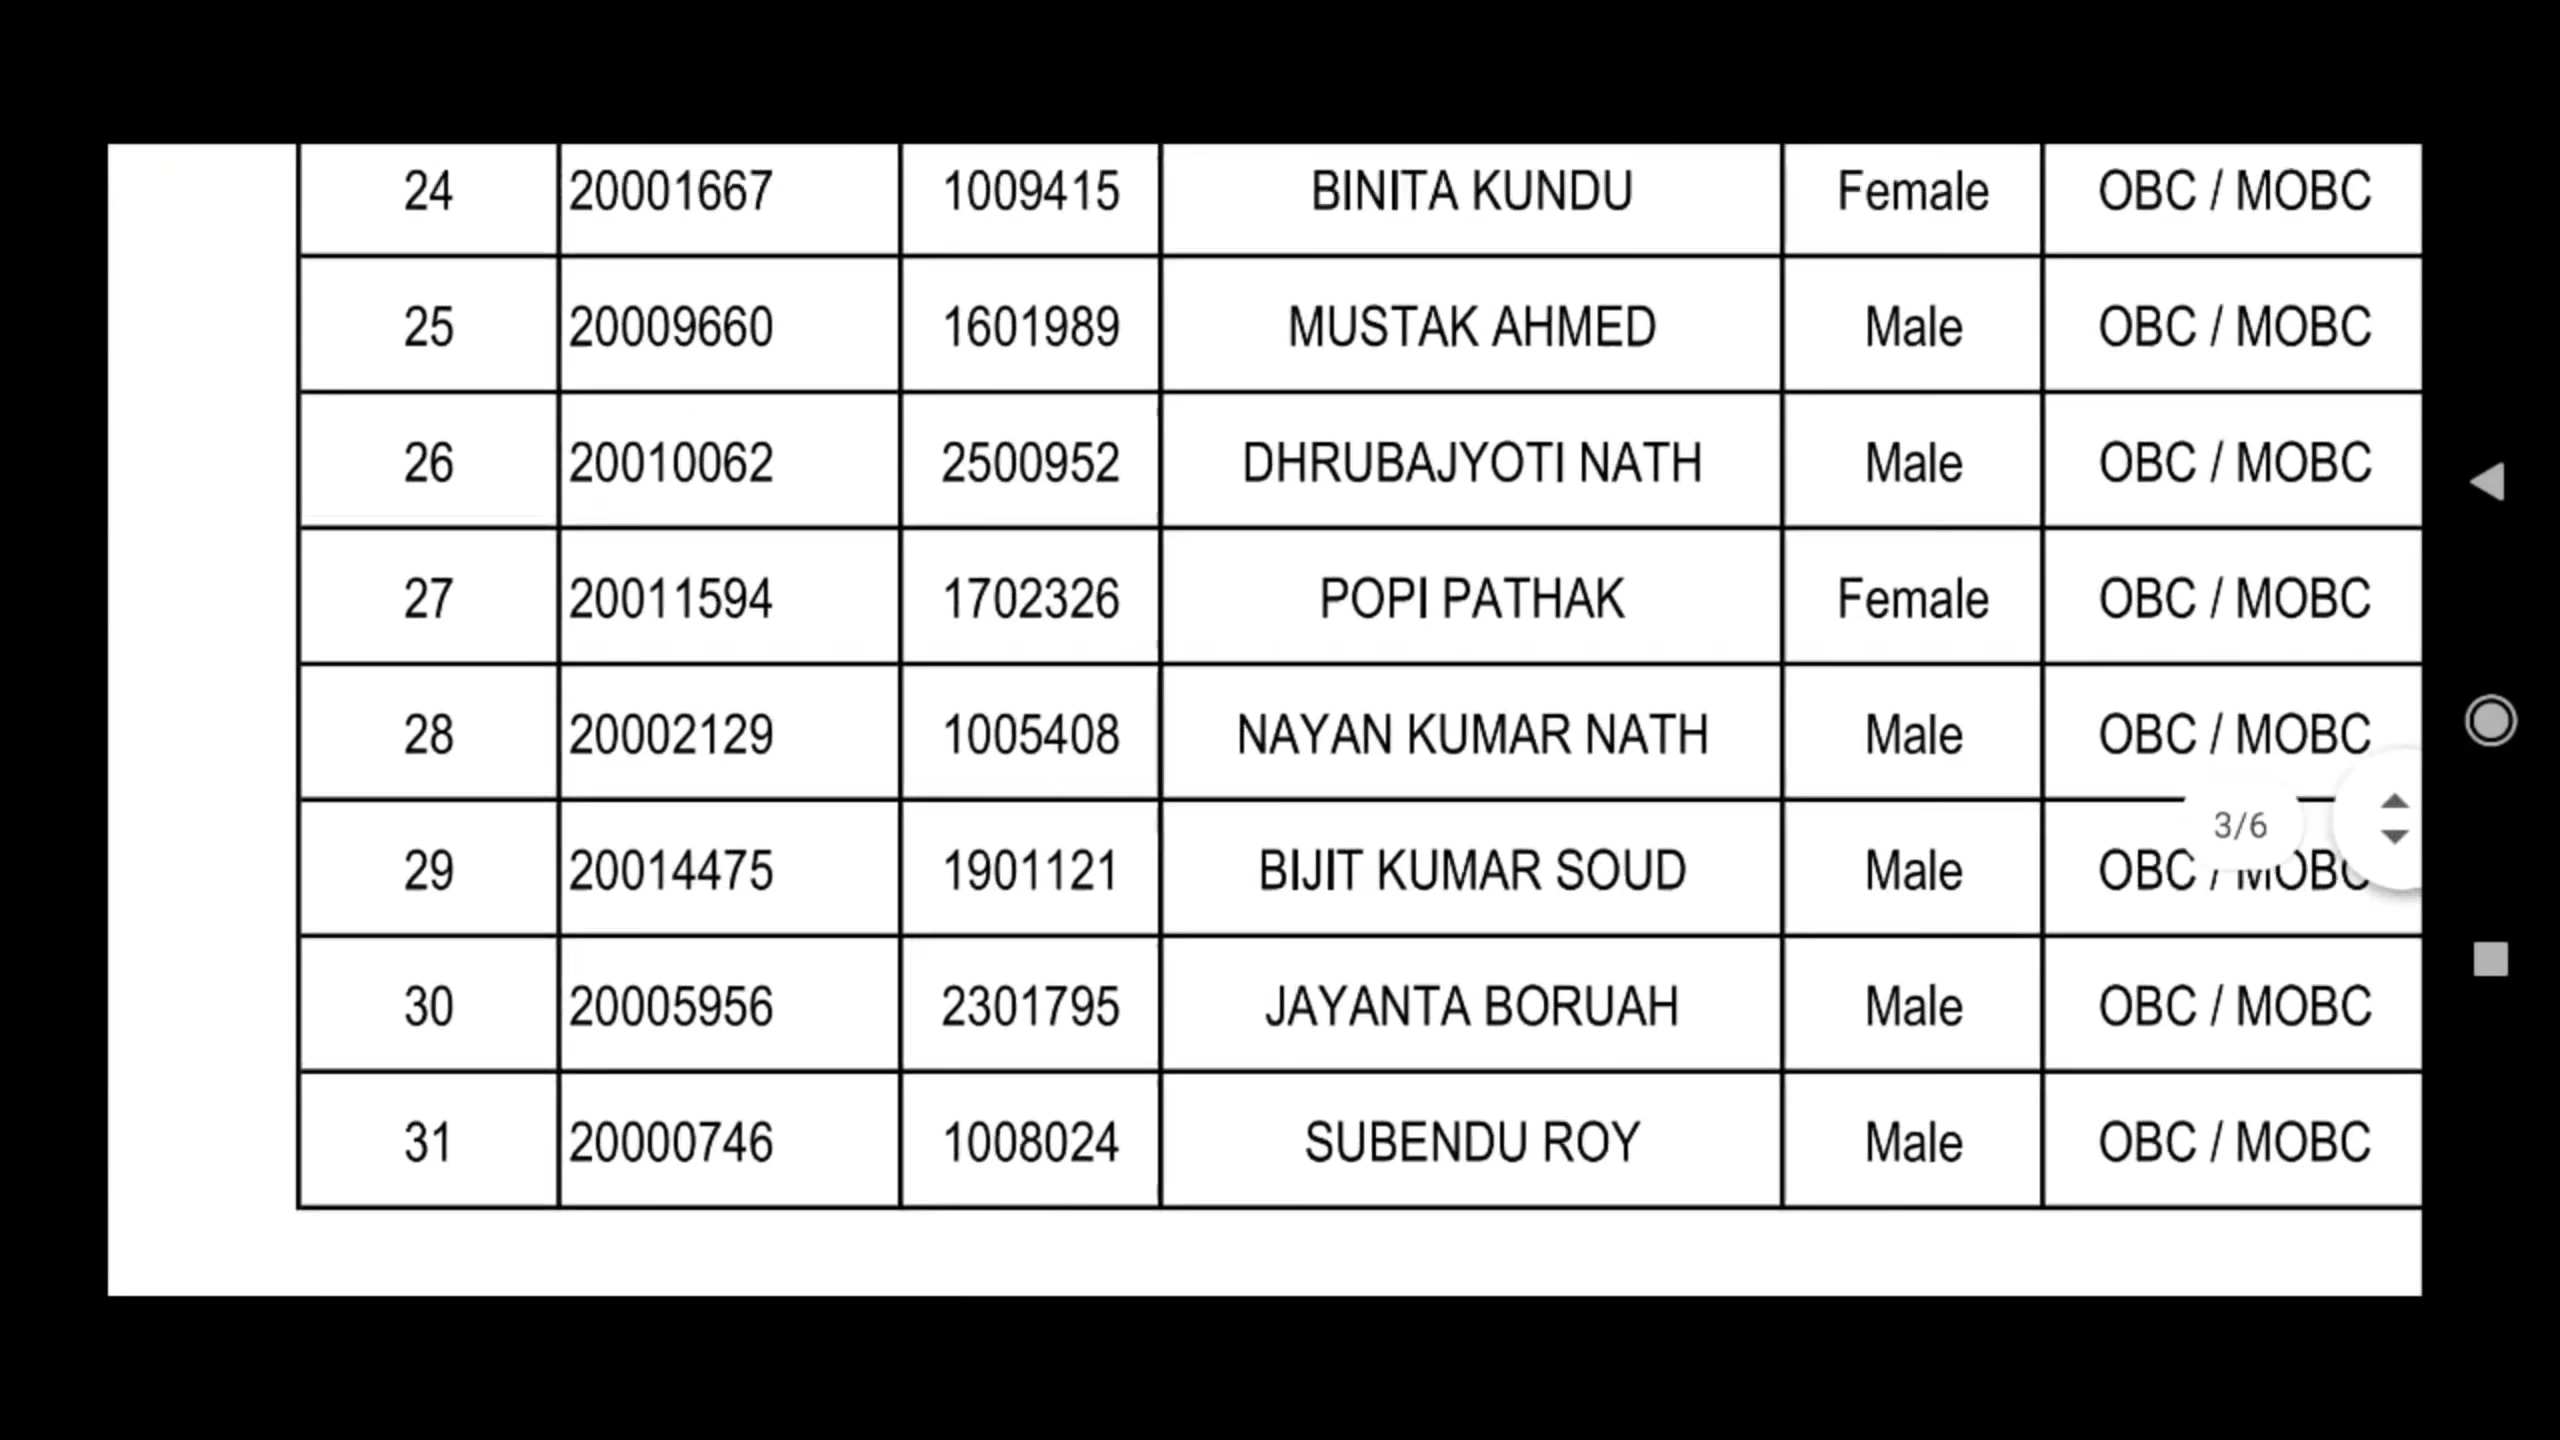 24 20001667 1009415 BINITA KUNDU Female OBC / MOBC
25 20009660 1601989 MUSTAK AHMED Male OBC / MOBC
26 20010062 2500952 DHRUBAJYOTI NATH Male OBC / MOBC
27 20011594 1702326 POPI PATHAK Female OBC / MOBC
28 20002129 1005408 NAYAN KUMAR NATH Male OBC / MOBC
3/6
29 20014475 1901121 BIJIT KUMAR SOUD Male OBC / MOBC
30 20005956 2301795 JAYANTA BORUAH Male OBC / MOBC
31 20000746 1008024 SUBENDU ROY Male OBC / MOBC